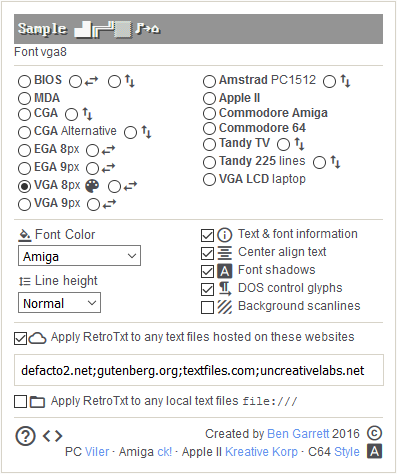 Sample
Font vga8
BIOS
MDA
CGA
CGA Alternative
EGA 8px
EGA 9px
VGA 8px
VGA 9px
Amstrad PC1512
Apple II
Commodore Amiga
Commodore 64
Tandy TV
Tandy 225 lines
VGA LCD laptop
Font Color
Amiga
Line height
Normal
Text & font information
Center align text
A Font shadows
DOS control glyphs
Background scanlines
Apply RetroTxt to any text files hosted on these websites
defacto2.net;gutenberg.org;textfiles.com;uncreativelabs.net
Apply RetroTxt to any local text files file:///
Created by Ben Garrett 2016 ©
PC Viler · Amiga ck! · Apple II Kreative Korp · C64 Style A